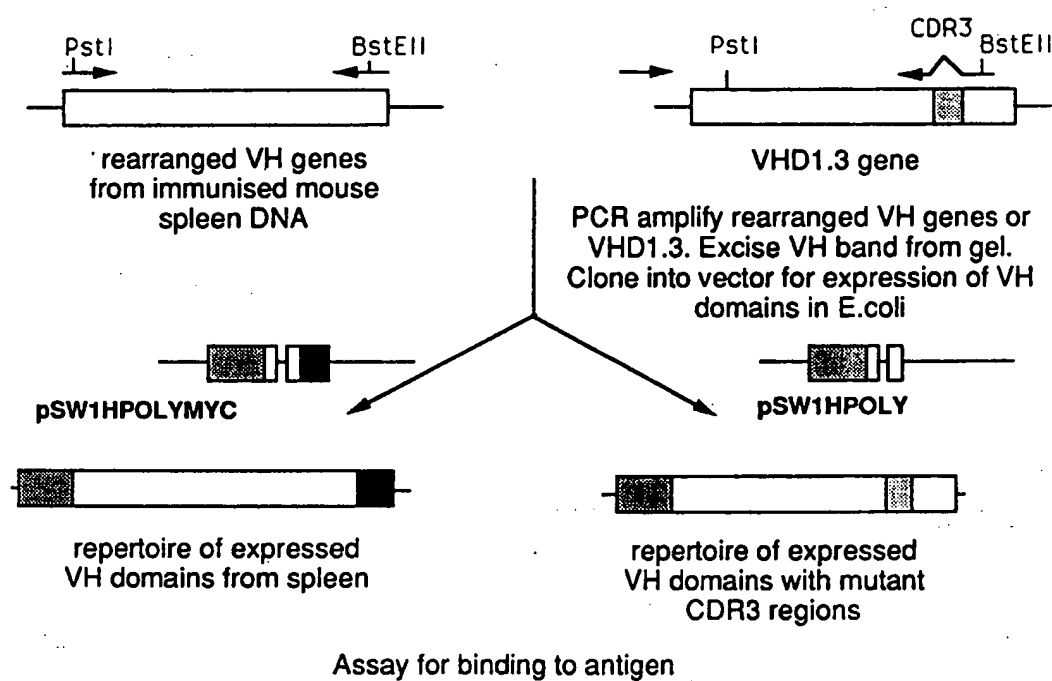 PstI
BstEII
rearranged VH genes
from immunised mouse
spleen DNA
PstI
CDR3
BstEII
VHD1.3 gene
PCR amplify rearranged VH genes or
VHD1.3. Excise VH band from gel.
Clone into vector for expression of VH
domains in E.coli
pSW1HPOLYMYC
pSW1HPOLY
repertoire of expressed
VH domains from spleen
repertoire of expressed
VH domains with mutant
CDR3 regions
Assay for binding to antigen